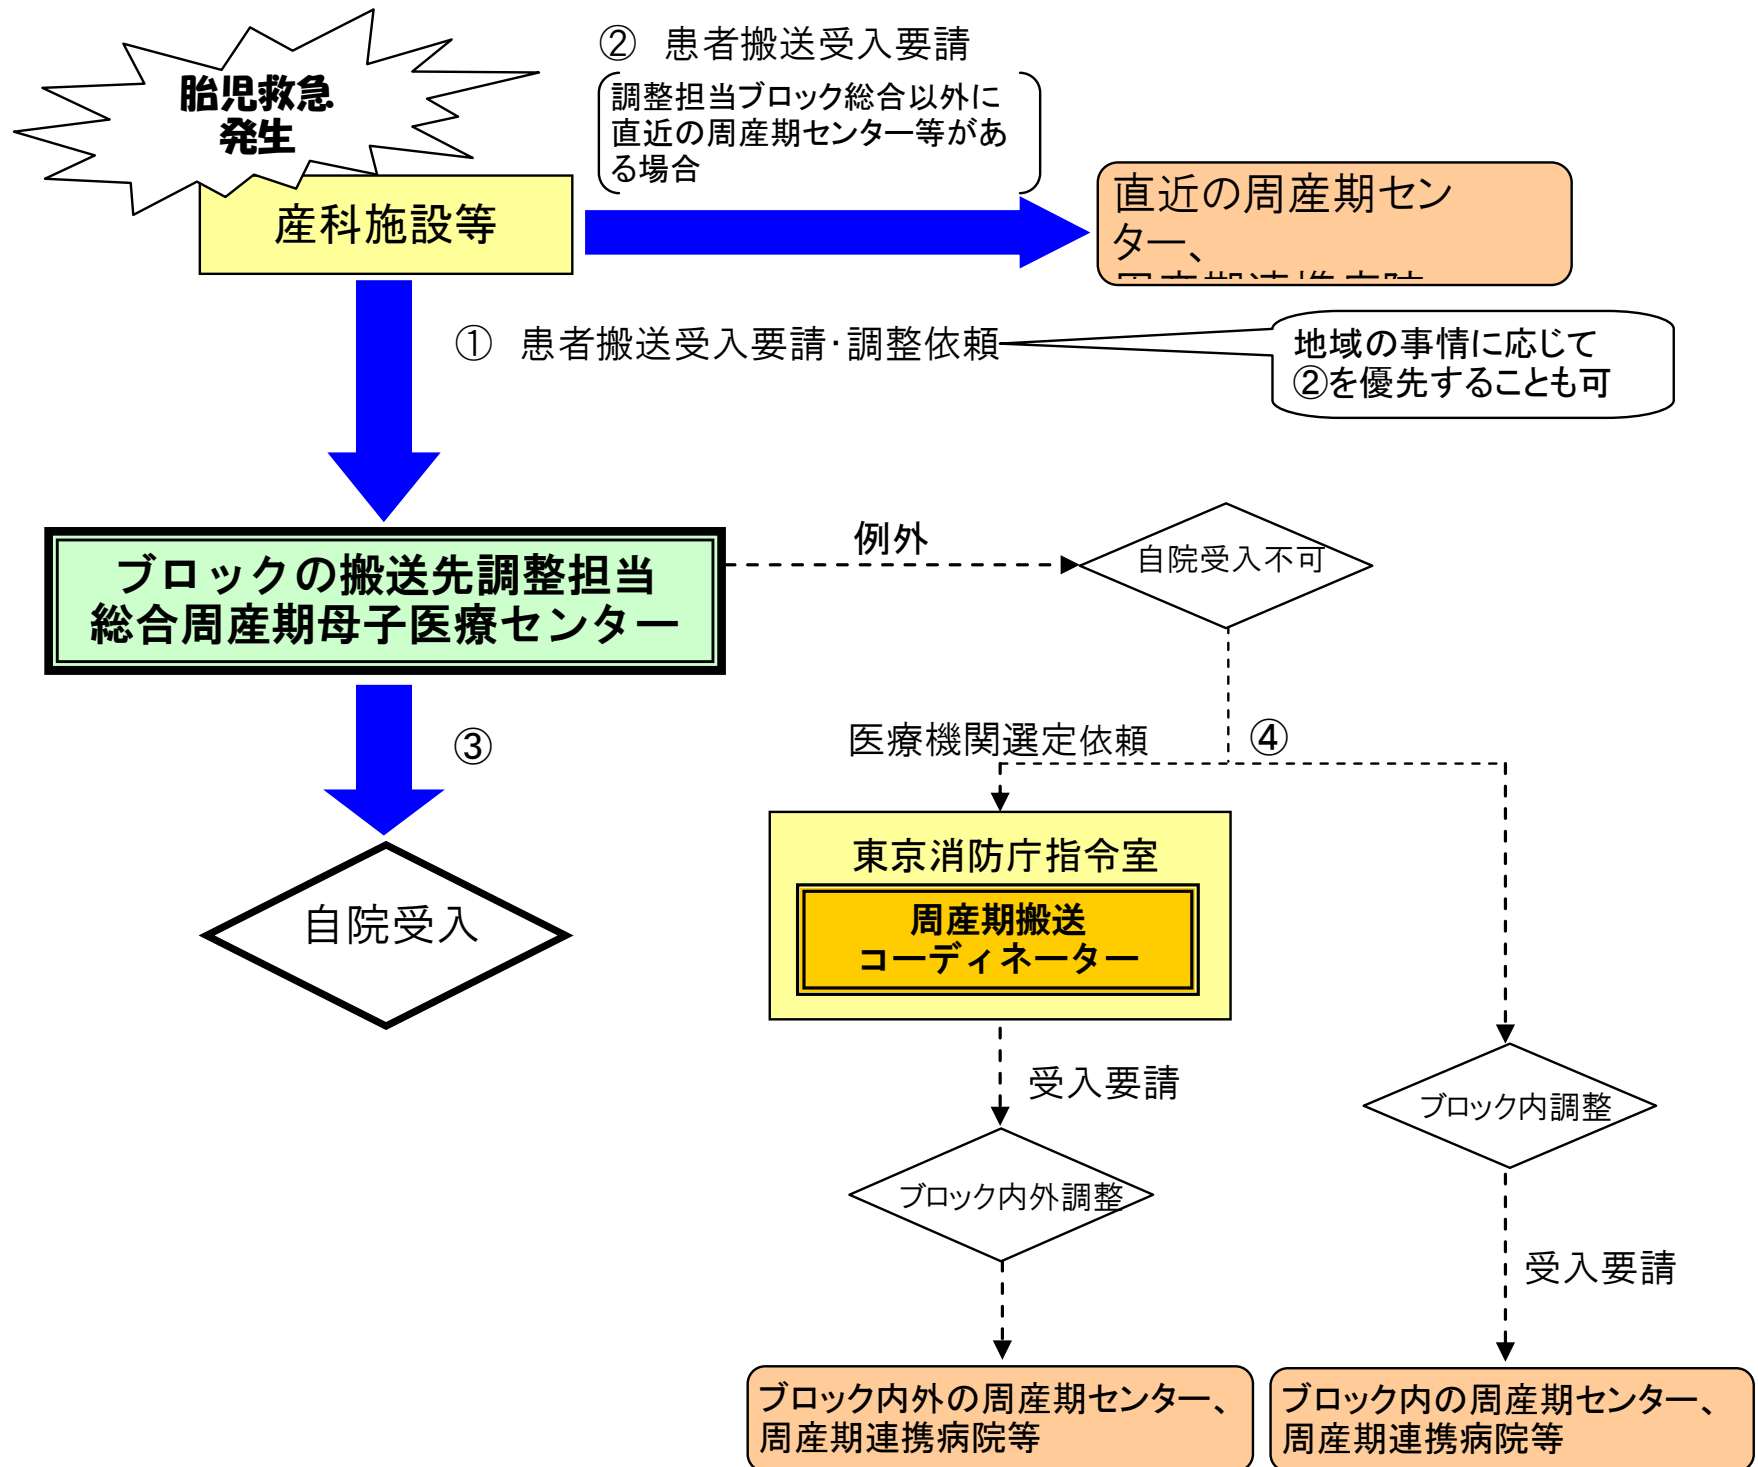 胎児救急
発生
② 患者搬送受入要請
調整担当ブロック総合以外に
直近の周産期センター等があ
る場合
産科施設等
直近の周産期セン
ター、
① 患者搬送受入要請・調整依頼
地域の事情に応じて
②を優先することも可
ブロックの搬送先調整担当
総合周産期母子医療センター
例外
自院受入不可
③
医療機関選定依頼
④
自院受入
東京消防庁指令室
周産期搬送
コーディネーター
受入要請
ブロック内調整
ブロック内外調整
受入要請
ブロック内外の周産期センター、
周産期連携病院等
ブロック内の周産期センター、
周産期連携病院等